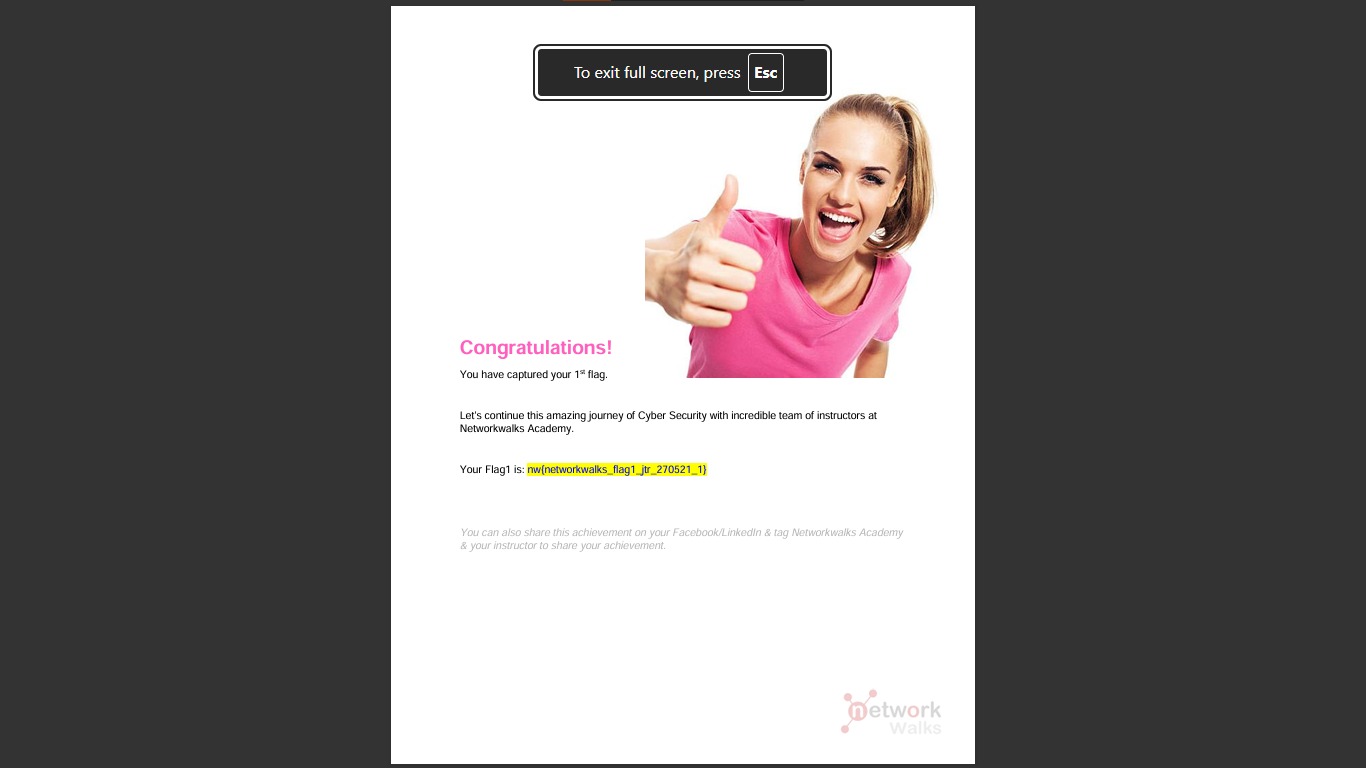 To exit full screen, press Esc
Congratulations!
You have captured your 1st flag.
Let's continue this amazing journey of Cyber Security with incredible team of instructors at
Networkwalks Academy.
Your Flag1 is: nw{networkwalks_flag1_jtr_270521_1}
You can also share this achievement on your Facebook/LinkedIn & tag Networkwalks Academy
& your instructor to share your achievement.
network
Walks